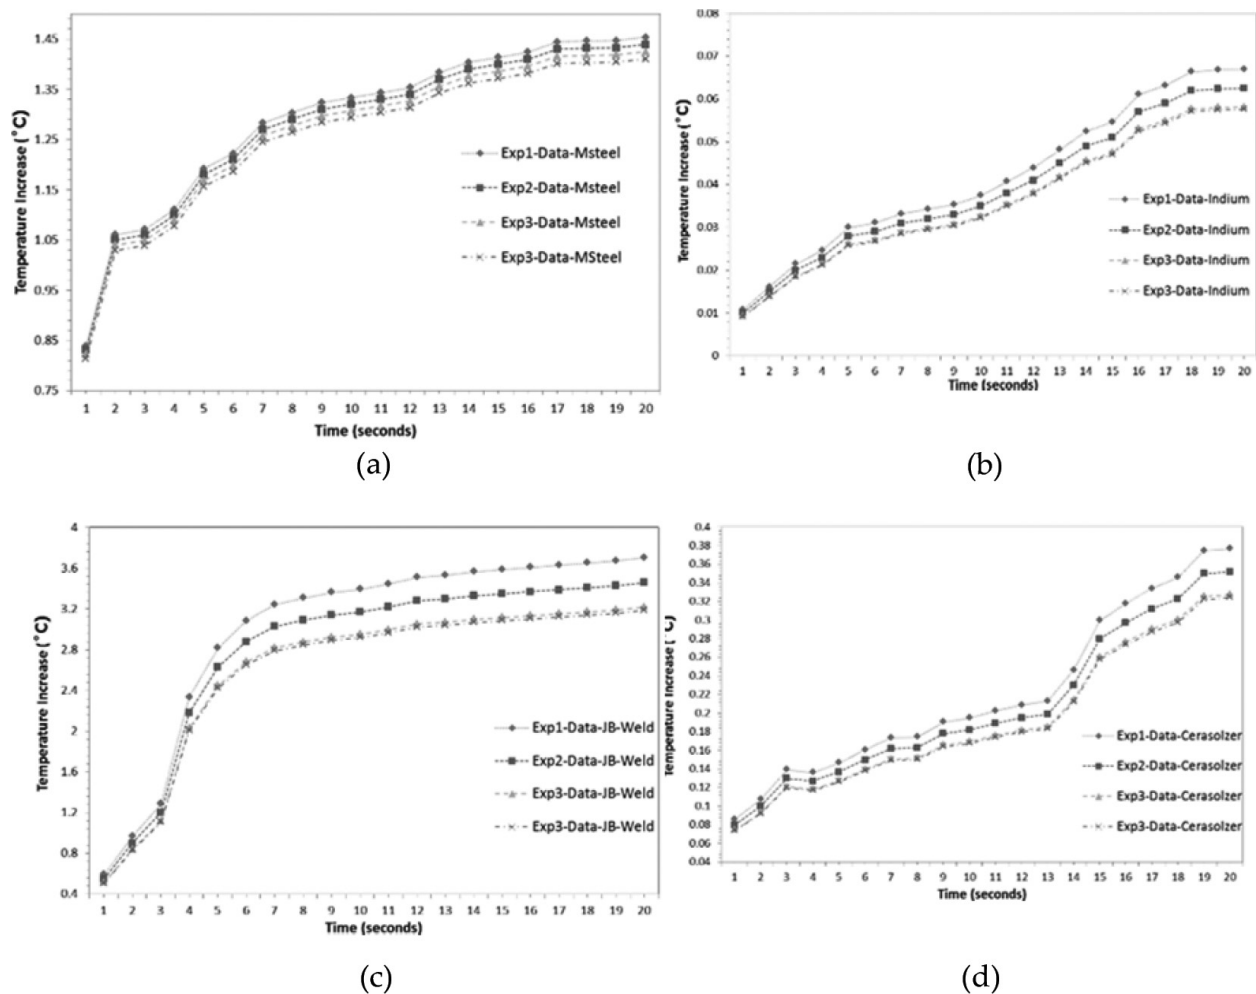 Temperature Increase (°C)
1.45
1.35
1.25
1.15
1.05
0.95
0.85
0.75
Exp1-Data-Msteel
Exp2-Data-Msteel
Exp3-Data-Msteel
Exp3-Data-MSteel
1 2 3 4 5 6 7 8 9 10 11 12 13 14 15 16 17 18 19 20
Time (seconds)
(a)
Temperature Increase (°C)
0.08
0.07
0.06
0.05
0.04
0.03
0.02
0.01
0
Exp1-Data-Indium
Exp2-Data-Indium
Exp3-Data-Indium
Exp3-Data-Indium
1 2 3 4 5 6 7 8 9 10 11 12 13 14 15 16 17 18 19 20
Time (seconds)
(b)
Temperature Increase (°C)
4
3.6
3.2
2.8
2.4
2
1.6
1.2
0.8
0.4
Exp1-Data-JB-Weld
Exp2-Data-JB-Weld
Exp3-Data-JB-Weld
Exp3-Data-JB-Weld
1 2 3 4 5 6 7 8 9 10 11 12 13 14 15 16 17 18 19 20
Time (seconds)
(c)
Temperature Increase (°C)
0.4
0.38
0.36
0.34
0.32
0.3
0.28
0.26
0.24
0.22
0.2
0.18
0.16
0.14
0.12
0.1
0.08
0.06
0.04
Exp1-Data-Cerasolzer
Exp2-Data-Cerasolzer
Exp3-Data-Cerasolzer
Exp3-Data-Cerasolzer
1 2 3 4 5 6 7 8 9 10 11 12 13 14 15 16 17 18 19 20
Time (seconds)
(d)